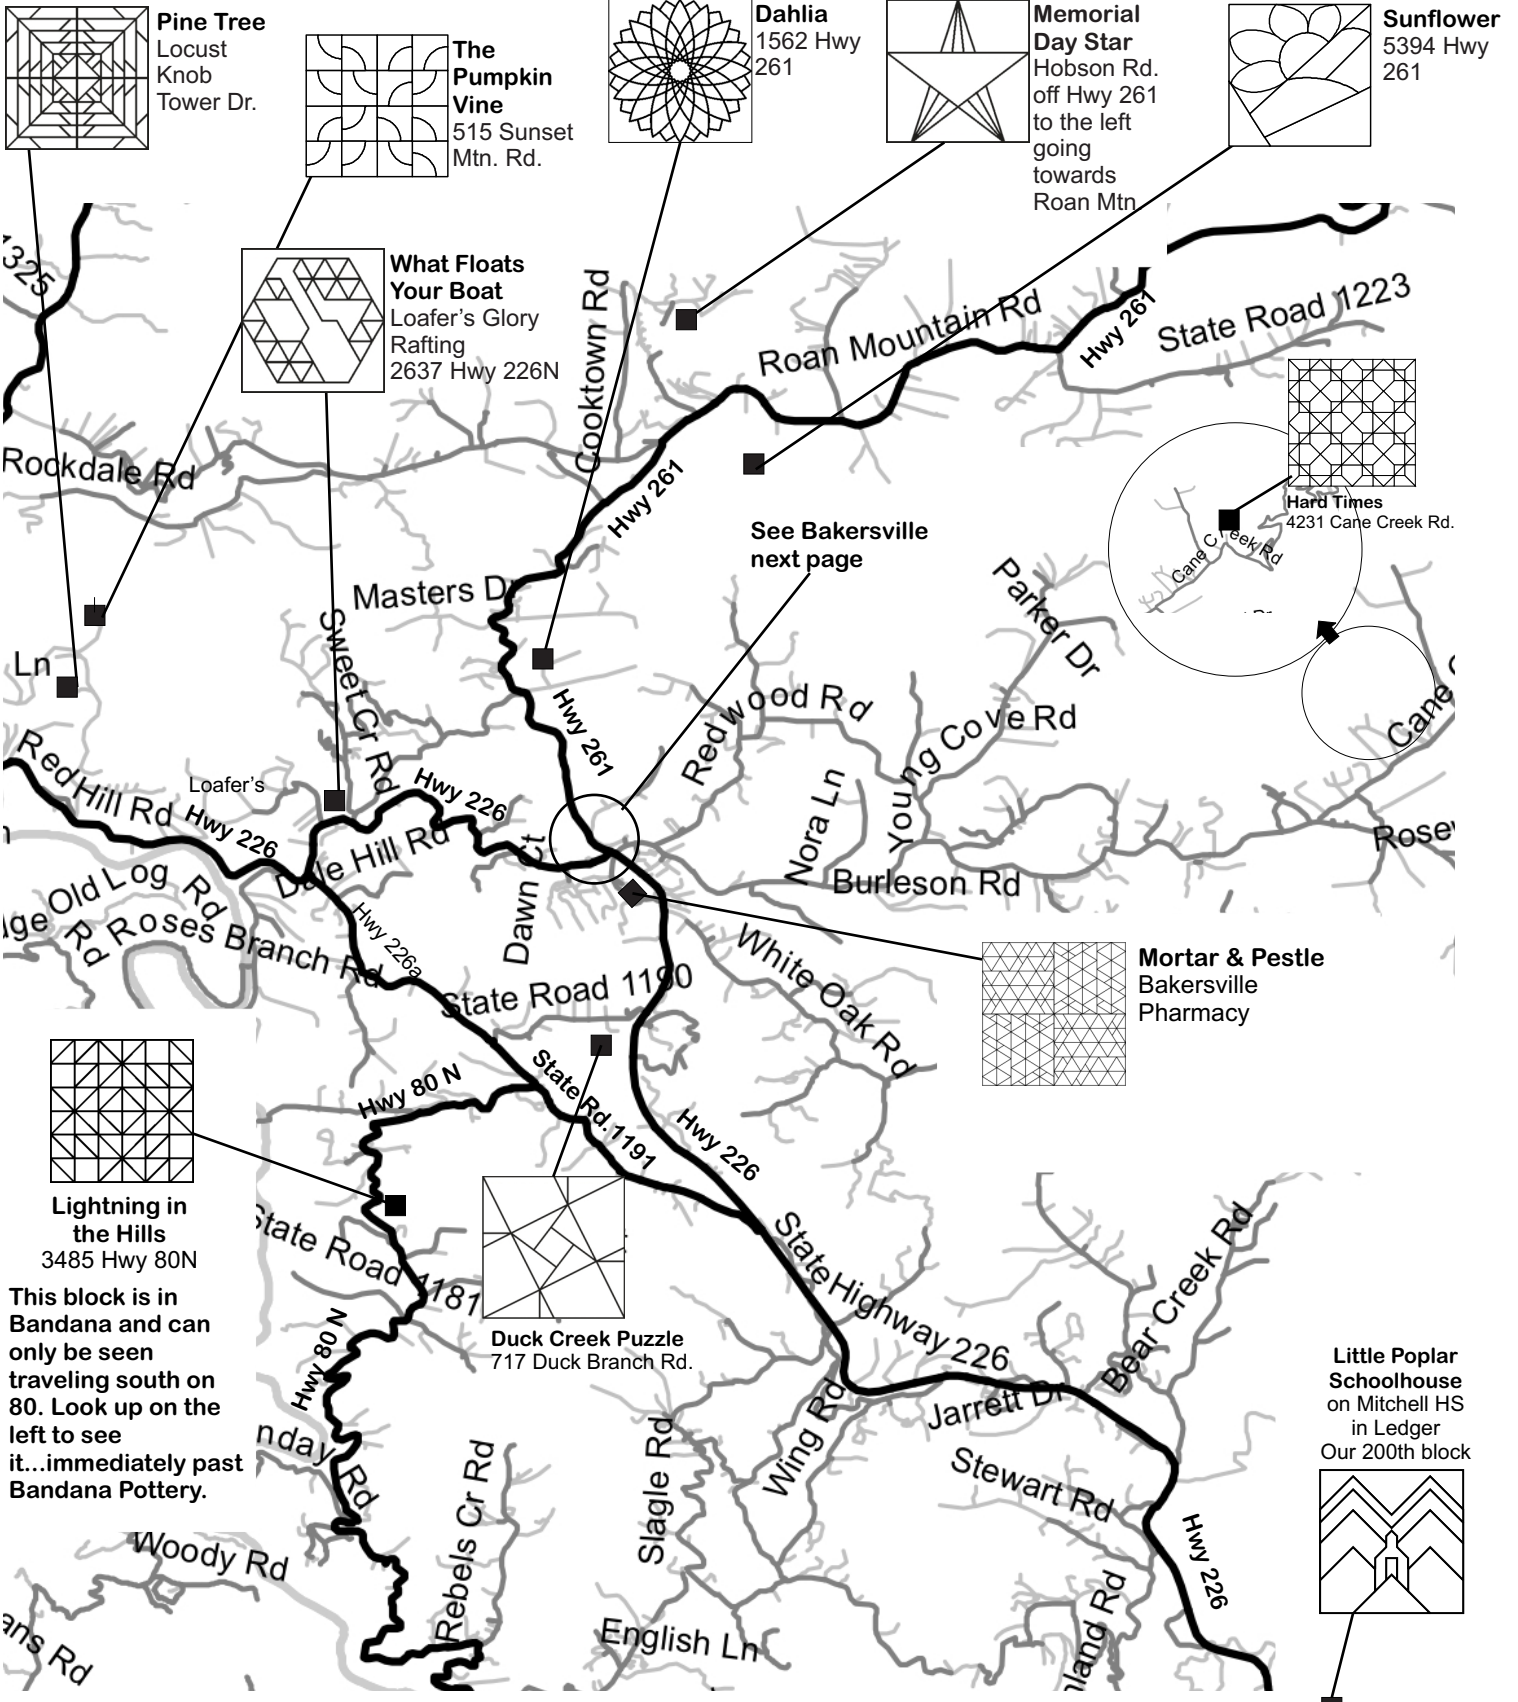 Pine Tree
Locust
Knob
Tower Dr.
The
Pumpkin
Vine
515 Sunset
Mtn. Rd.
Dahlia
1562 Hwy
261
Memorial
Day Star
Hobson Rd.
off Hwy 261
to the left
going
towards
Roan Mtn
Sunflower
5394 Hwy
261
What Floats
Your Boat
Loafer's Glory
Rafting
2637 Hwy 226N
1325
Cooktown Rd
Roan Mountain Rd
Hwy 261
State Road 1223
Rockdale Rd
Hwy 261
Hard Times
4231 Cane Creek Rd.
Cane Creek Rd
See Bakersville
next page
Masters Dr
Sweet Cr Rd
Parker Dr
Ln
Hwy 261
Redwood Rd
Young Cove Rd
Cane
Red Hill Rd
Loafer's
Hwy 226
Hwy 226
Dale Hill Rd
Dawn Ct
Nora Ln
Burleson Rd
Old Log Rd
Rd
Roses Branch Rd
Hwy 226a
State Road 1190
White Oak Rd
Mortar & Pestle
Bakersville
Pharmacy
Hwy 80 N
State Rd. 1191
Hwy 226
Lightning in
the Hills
3485 Hwy 80N
State Road 1181
This block is in
Bandana and can
only be seen
traveling south on
80. Look up on the
left to see
it...immediately past
Bandana Pottery.
Duck Creek Puzzle
717 Duck Branch Rd.
Hwy 80 N
State Highway 226
Bear Creek Rd
Jarrett Dr
Little Poplar
Schoolhouse
on Mitchell HS
in Ledger
Our 200th block
nday Rd
Rebels Cr Rd
Slagle Rd
Wing Rd
Stewart Rd
Hwy 226
Woody Rd
ans Rd
English Ln
nland Rd